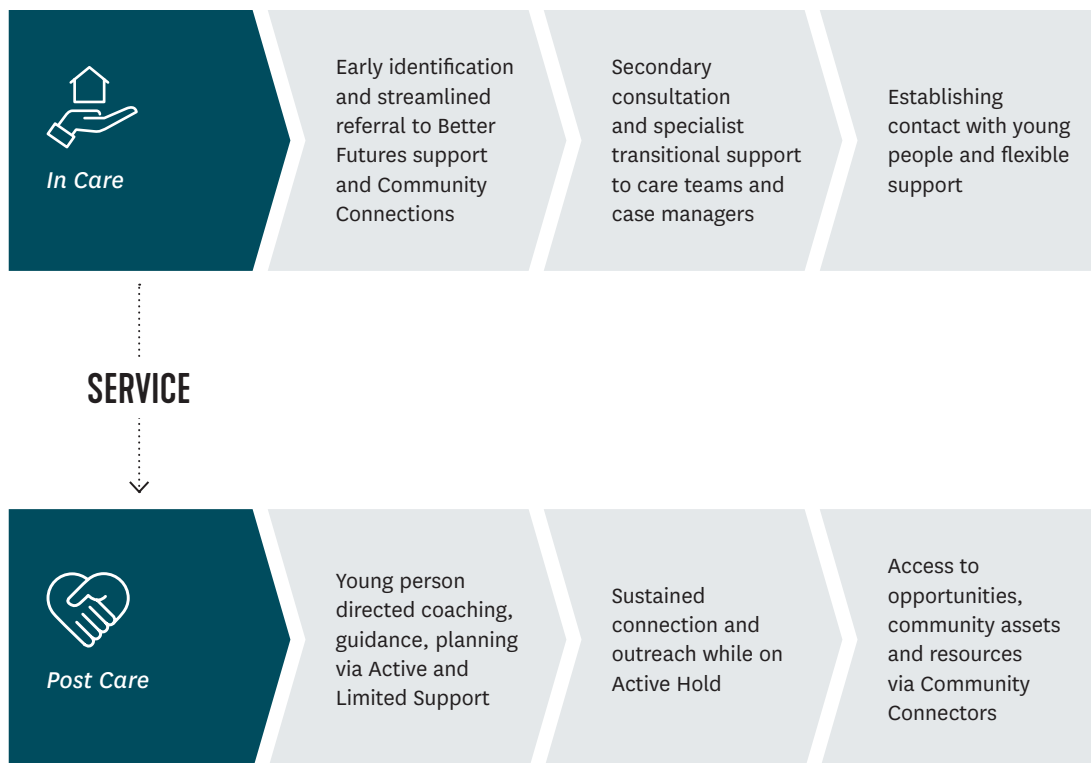 In Care
Early identification
and streamlined
referral to Better
Futures support
and Community
Connections
Secondary
consultation
and specialist
transitional support
to care teams and
case managers
Establishing
contact with young
people and flexible
support
SERVICE
Post Care
Young person
directed coaching,
guidance, planning
via Active and
Limited Support
Sustained
connection and
outreach while on
Active Hold
Access to
opportunities,
community assets
and resources
via Community
Connectors